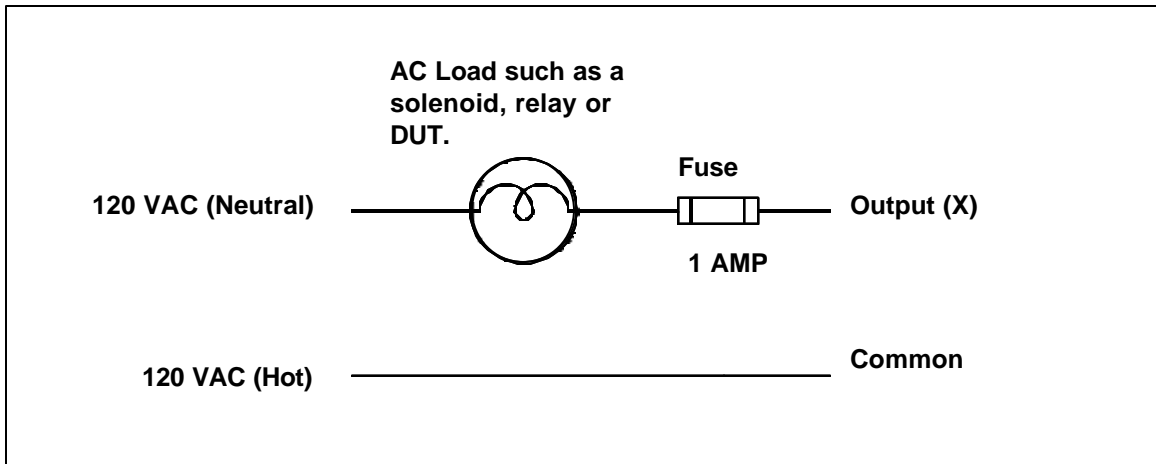 AC Load such as a
solenoid, relay or
DUT.
Fuse
120 VAC (Neutral)
Output (X)
1 AMP
120 VAC (Hot)
Common